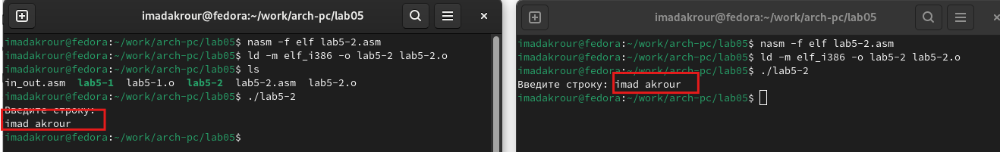 imadakrour@fedora:~/work/arch-pc/lab05
imadakrour@fedora:~/work/arch-pc/lab05$ nasm -f elf lab5-2.asm
imadakrour@fedora:~/work/arch-pc/lab05$ ld -m elf_i386 -o lab5-2 lab5-2.o
imadakrour@fedora:~/work/arch-pc/lab05$ ls
in_out.asm lab5-1 lab5-1.o lab5-2 lab5-2.asm lab5-2.o
imadakrour@fedora:~/work/arch-pc/lab05$ ./lab5-2
Введите строку:
imad akrour
imadakrour@fedora:~/work/arch-pc/lab05$
imadakrour@fedora:~/work/arch-pc/lab05
imadakrour@fedora:~/work/arch-pc/lab05$ nasm -f elf lab5-2.asm
imadakrour@fedora:~/work/arch-pc/lab05$ ld -m elf_i386 -o lab5-2 lab5-2.o
imadakrour@fedora:~/work/arch-pc/lab05$ ./lab5-2
Введите строку: imad akrour
imadakrour@fedora:~/work/arch-pc/lab05$